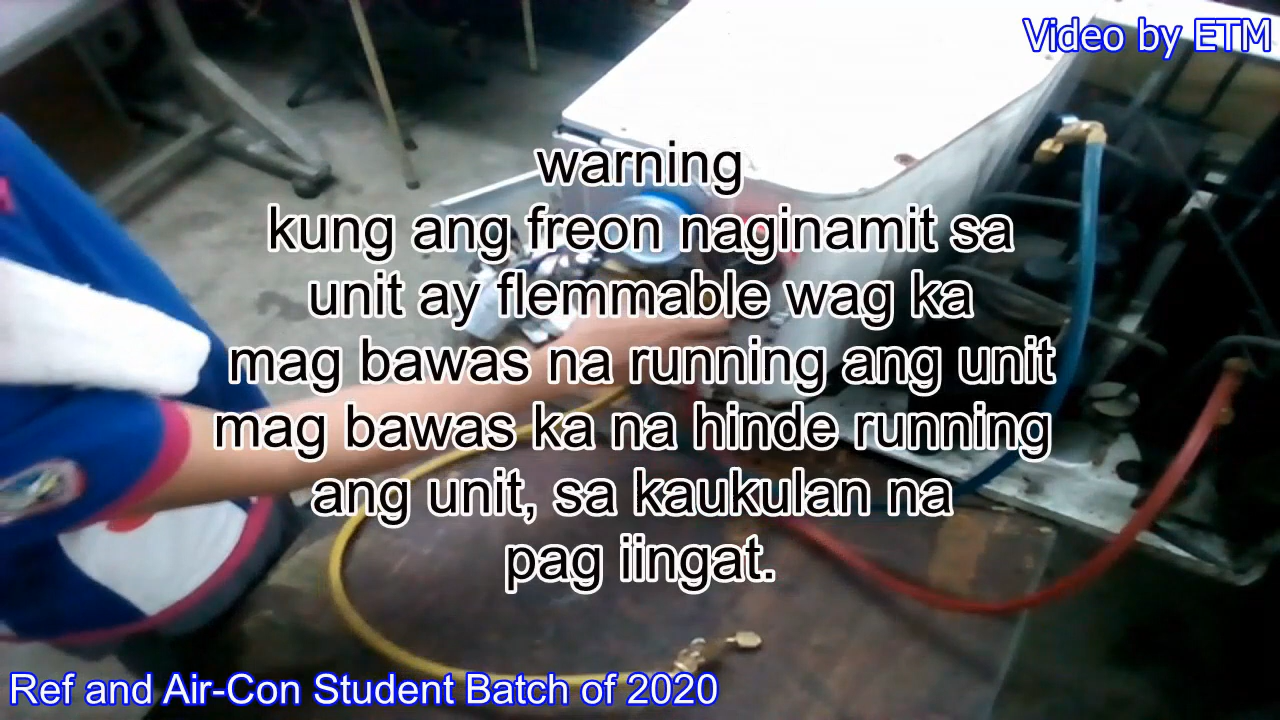 Video by ETM
warning
kung ang freon naginamit sa
unit ay flemmable wag ka
mag bawas na running ang unit
mag bawas ka na hinde running
ang unit, sa kaukulan na
pag iingat.
Ref and Air-Con Student Batch of 2020